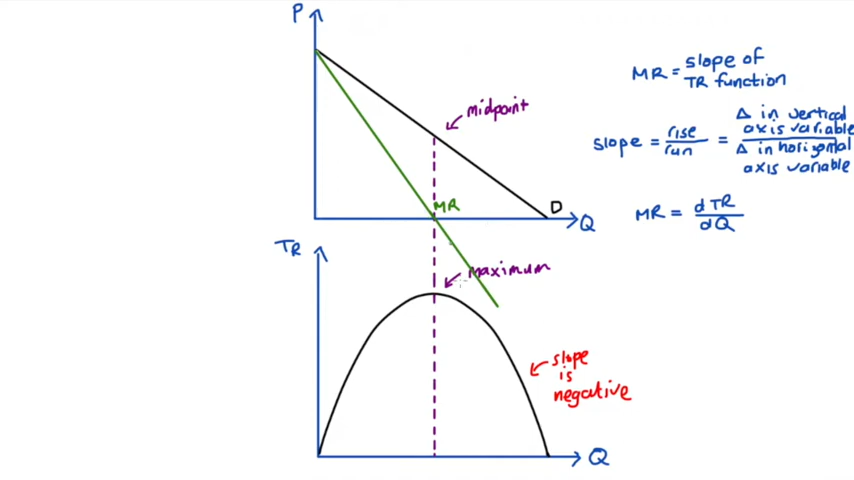 P
midpoint
MR
D
Q
TR
maximum
slope
is
negative
Q
MR = slope of
TR function
slope = rise/run = Δ in vertical
axis variable
Δ in horizontal
axis variable
MR = dTR/dQ